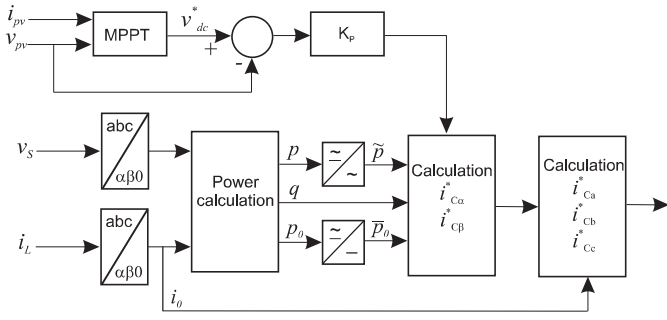 i_pv
v_pv
MPPT
v*_dc
+
-
K_P
v_S
abc
αβ0
i_L
abc
αβ0
Power
calculation
p
q
p_0
~
~
p̃
~
–
p̅_0
i_0
Calculation
i*_Cα
i*_Cβ
Calculation
i*_Ca
i*_Cb
i*_Cc